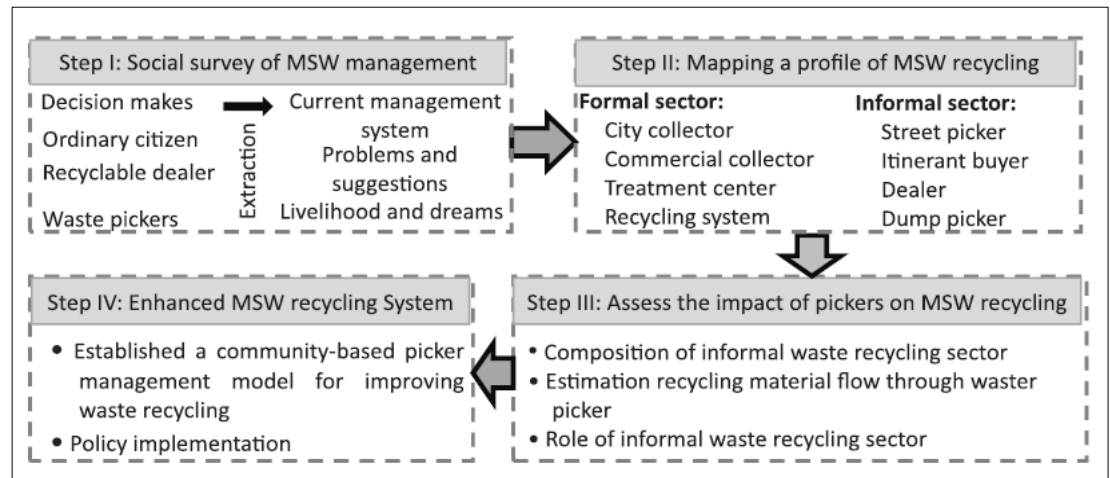 Step I: Social survey of MSW management
Decision makes
Ordinary citizen
Recyclable dealer
Waste pickers
Extraction
Current management
system
Problems and
suggestions
Livelihood and dreams
Step II: Mapping a profile of MSW recycling
Formal sector:
City collector
Commercial collector
Treatment center
Recycling system
Informal sector:
Street picker
Itinerant buyer
Dealer
Dump picker
Step III: Assess the impact of pickers on MSW recycling
• Composition of informal waste recycling sector
• Estimation recycling material flow through waster
picker
• Role of informal waste recycling sector
Step IV: Enhanced MSW recycling System
• Established a community-based picker
management model for improving
waste recycling
• Policy implementation